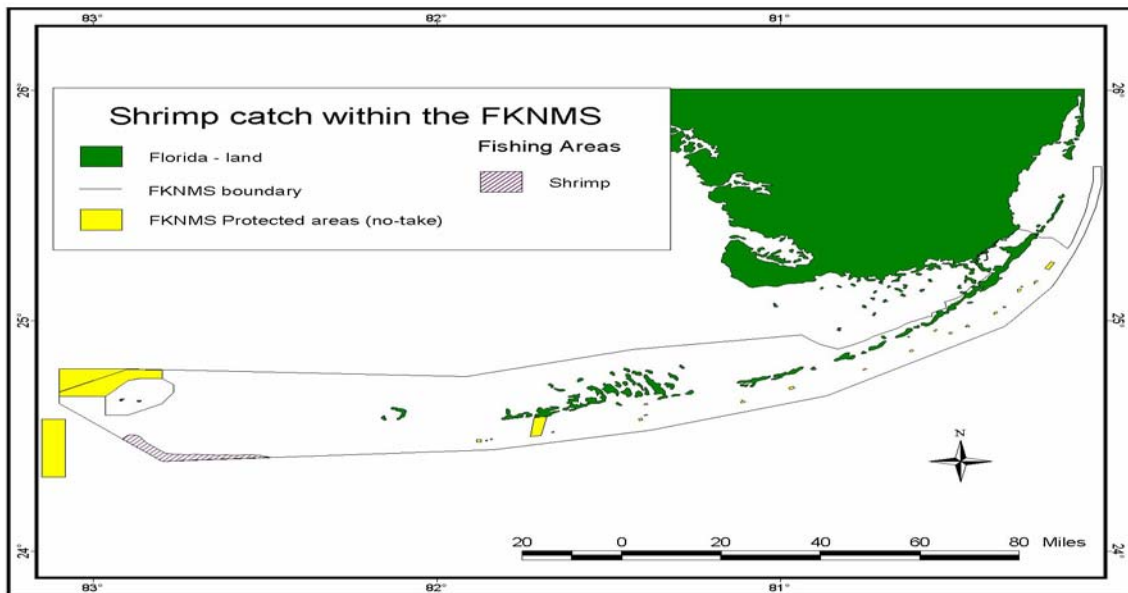 83° 82° 81°
26° 26°
Shrimp catch within the FKNMS
Florida - land
FKNMS boundary
FKNMS Protected areas (no-take)
Fishing Areas
Shrimp
25° 25°
N
24° 24°
20 0 20 40 60 80 Miles
83° 82° 81°